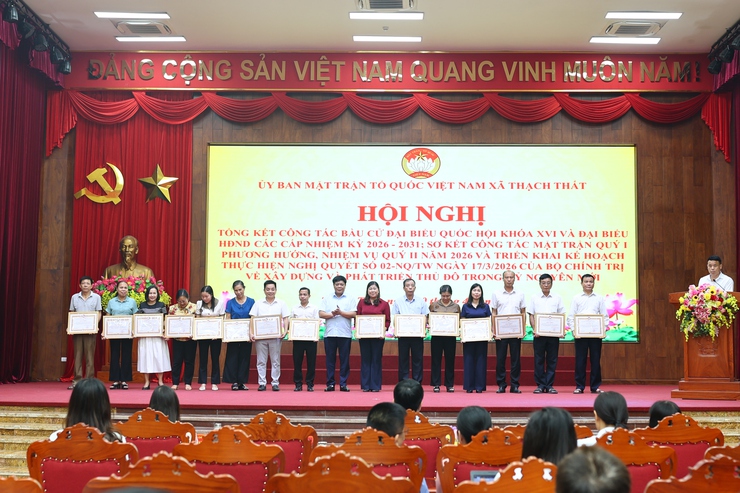 ĐẢNG CỘNG SẢN VIỆT NAM QUANG VINH MUÔN NĂM
ỦY BAN MẶT TRẬN TỔ QUỐC VIỆT NAM XÃ THẠCH THẤT
HỘI NGHỊ
TỔNG KẾT CÔNG TÁC BẦU CỬ ĐẠI BIỂU QUỐC HỘI KHÓA XVI VÀ ĐẠI BIỂU
HĐND CÁC CẤP NHIỆM KỲ 2026 - 2031; SƠ KẾT CÔNG TÁC MẶT TRẬN QUÝ I
PHƯƠNG HƯỚNG, NHIỆM VỤ QUÝ II NĂM 2026 VÀ TRIỂN KHAI KẾ HOẠCH
THỰC HIỆN NGHỊ QUYẾT SỐ 02-NQ/TW NGÀY 17/3/2026 CỦA BỘ CHÍNH TRỊ
VỀ XÂY DỰNG VÀ PHÁT TRIỂN THỦ ĐÔ TRONG KỶ NGUYÊN MỚI